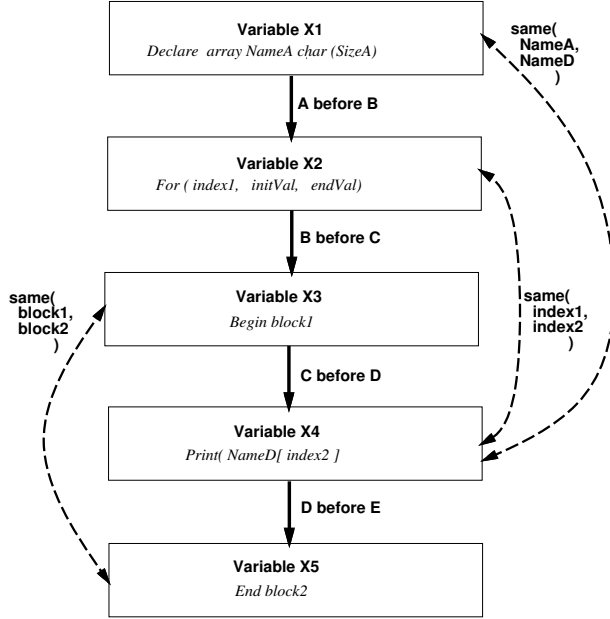 Variable X1
Declare array NameA char (SizeA)
same(
NameA,
NameD
)
A before B
Variable X2
For ( index1, initVal, endVal)
B before C
same(
block1,
block2
)
Variable X3
Begin block1
same(
index1,
index2
)
C before D
Variable X4
Print( NameD[ index2 ]
D before E
Variable X5
End block2